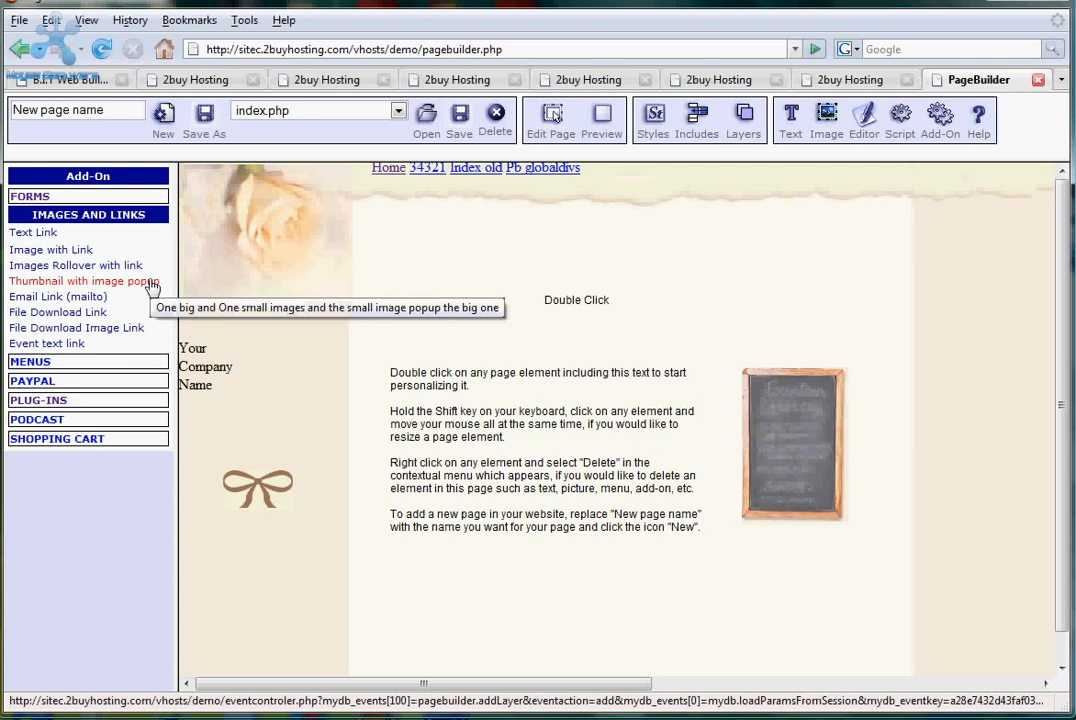 File Edit View History Bookmarks Tools Help
http://sitec.2buyhosting.com/vhosts/demo/pagebuilder.php
Google
Web Buil...
2buy Hosting
2buy Hosting
2buy Hosting
2buy Hosting
2buy Hosting
2buy Hosting
PageBuilder
New page name
index.php
New Save As Open Save Delete Edit Page Preview Styles Includes Layers Text Image Editor Script Add-On Help
Add-On
FORMS
IMAGES AND LINKS
Text Link
Image with Link
Images Rollover with link
Thumbnail with image popup
Email Link (mailto)
File Download Link
File Download Image Link
Event text link
MENUS
PAYPAL
PLUG-INS
PODCAST
SHOPPING CART
One big and One small images and the small image popup the big one
Home 34321 Index old Pb globaldivs
Double Click
Your
Company
Name
Double click on any page element including this text to start
personalizing it.
Hold the Shift key on your keyboard, click on any element and
move your mouse all at the same time, if you would like to
resize a page element.
Right click on any element and select "Delete" in the
contextual menu which appears, if you would like to delete an
element in this page such as text, picture, menu, add-on, etc.
To add a new page in your website, replace "New page name"
with the name you want for your page and click the icon "New".
http://sitec.2buyhosting.com/vhosts/demo/eventcontroler.php?mydb_events[100]=pagebuilder.addLayer&eventaction=add&mydb_events[0]=mydb.loadParamsFromSession&mydb_eventkey=a28e7432d43faf03...